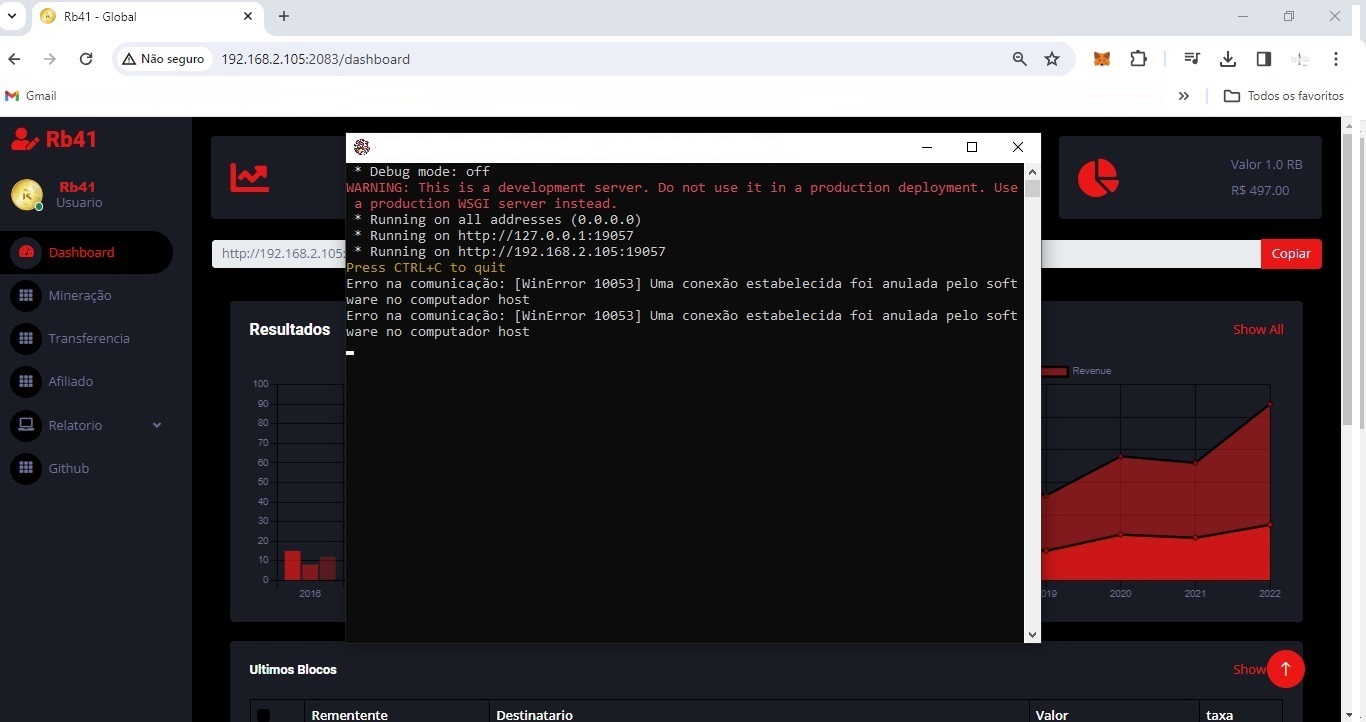 Rb41 - Global
Não seguro
192.168.2.105:2083/dashboard
Gmail
Todos os favoritos
Rb41
Rb41
Usuario
Dashboard
Mineração
Transferencia
Afiliado
Relatorio
Github
Valor 1.0 RB
R$ 497.00
http://192.168.2.105:
Copiar
* Debug mode: off
WARNING: This is a development server. Do not use it in a production deployment. Use
a production WSGI server instead.
* Running on all addresses (0.0.0.0)
* Running on http://127.0.0.1:19057
* Running on http://192.168.2.105:19057
Press CTRL+C to quit
Erro na comunicação: [WinError 10053] Uma conexão estabelecida foi anulada pelo soft
ware no computador host
Erro na comunicação: [WinError 10053] Uma conexão estabelecida foi anulada pelo soft
ware no computador host
Resultados
100
90
80
70
60
50
40
30
20
10
0
2016
Show All
Revenue
019
2020
2021
2022
Ultimos Blocos
Show
Rementente
Destinatario
Valor
taxa